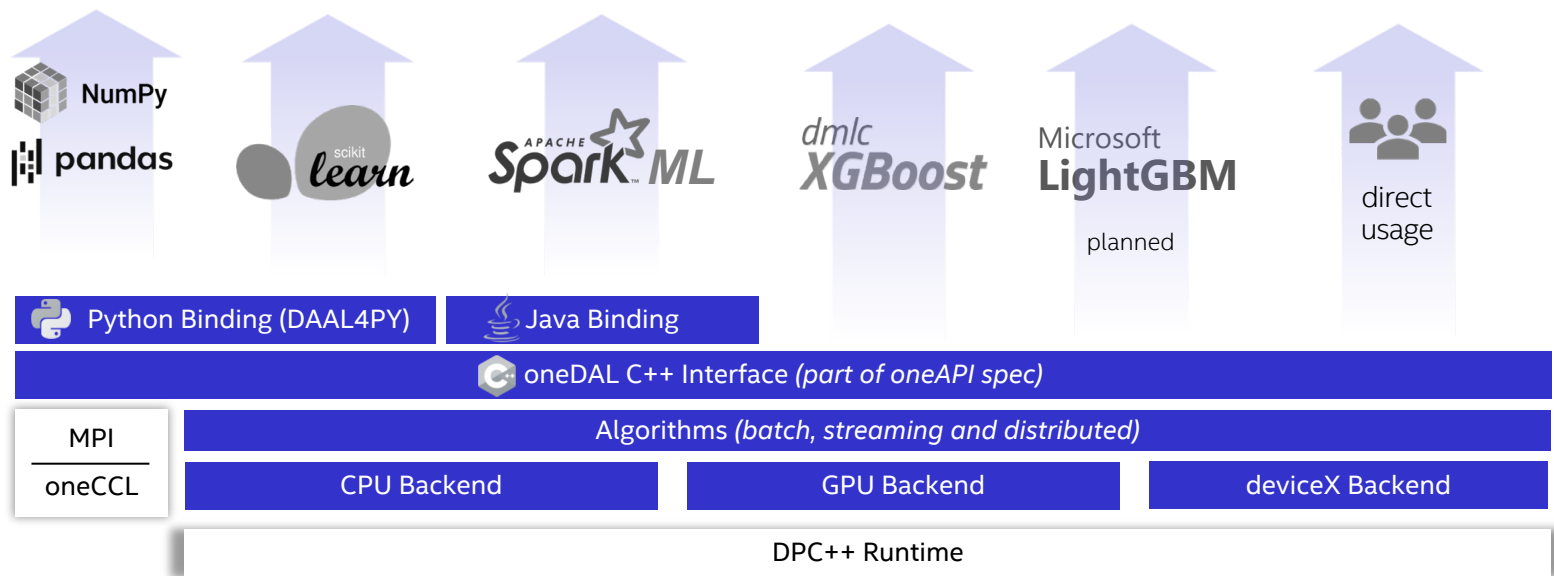 NumPy
pandas
scikit
learn
APACHE
Spark™ ML
dmlc
XGBoost
Microsoft
LightGBM
planned
direct
usage
Python Binding (DAAL4PY)
Java Binding
C++ oneDAL C++ Interface (part of oneAPI spec)
MPI
oneCCL
Algorithms (batch, streaming and distributed)
CPU Backend
GPU Backend
deviceX Backend
DPC++ Runtime